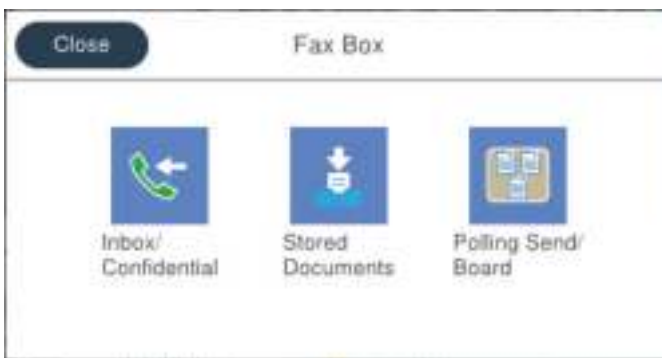 Close
Fax Box
Inbox/
Confidential
Stored
Documents
Polling Send/
Board